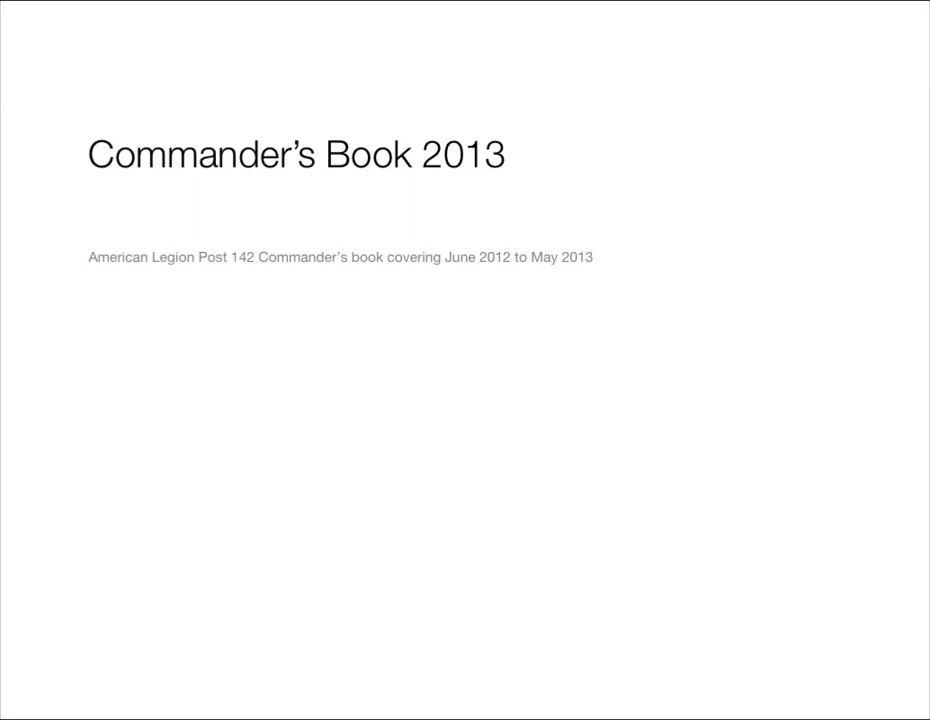 Commander’s Book 2013
American Legion Post 142 Commander’s book covering June 2012 to May 2013